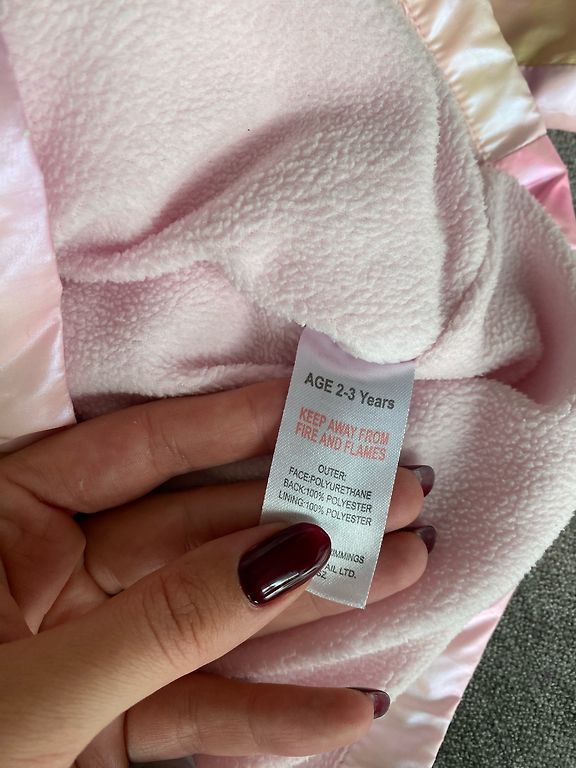 AGE 2-3 Years
KEEP AWAY FROM
FIRE AND FLAMES
OUTER:
FACE:POLYURETHANE
BACK:100% POLYESTER
LINING:100% POLYESTER
LTD.